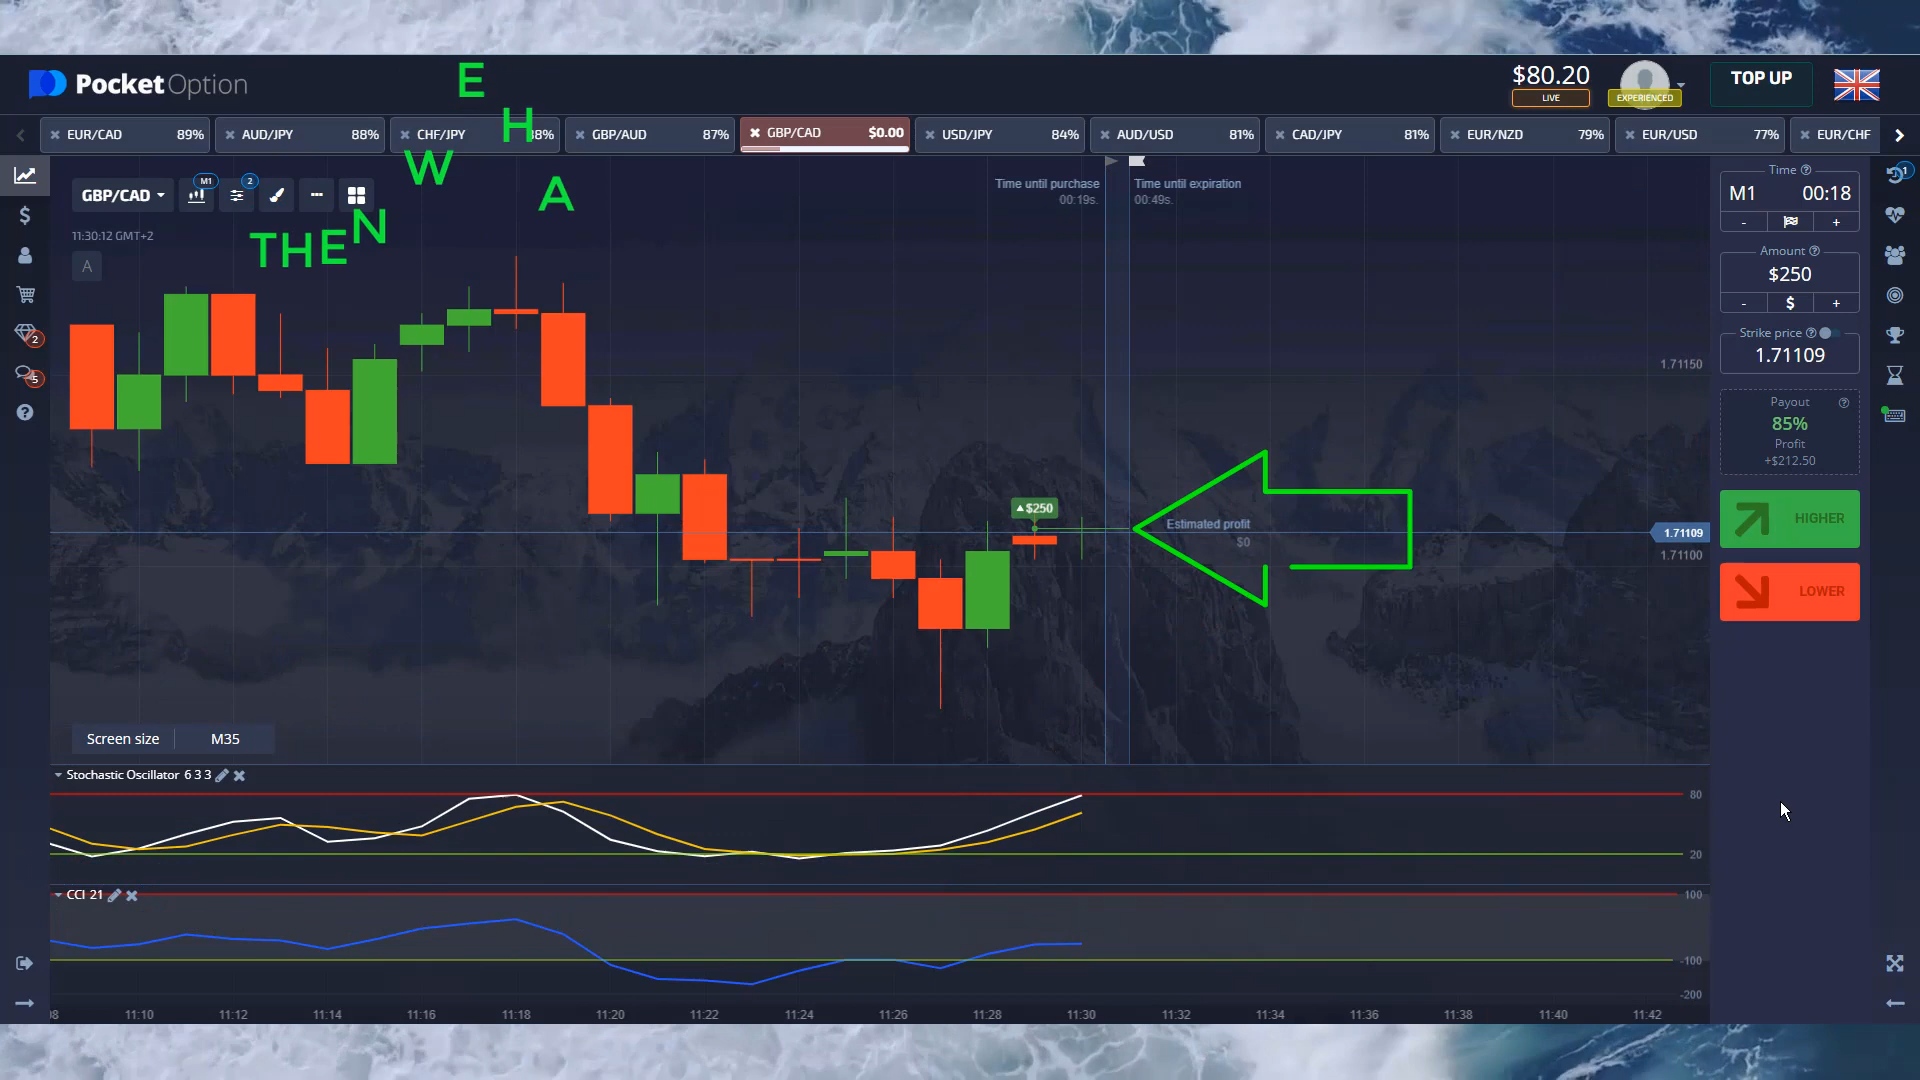 PocketOption
$80.20
LIVE
EXPERIENCED
TOP UP
EUR/CAD 89%
AUD/JPY 88%
CHF/JPY 88%
GBP/AUD 87%
GBP/CAD $0.00
USD/JPY 84%
AUD/USD 81%
CAD/JPY 81%
EUR/NZD 79%
EUR/USD 77%
EUR/CHF
THEN
W
E
H
A
GBP/CAD
M1
2
11:30:12 GMT+2
A
Time until purchase
00:19s.
Time until expiration
00:49s.
$250
Estimated profit
$0
1.71150
1.71109
1.71100
Time
M1 00:18
- +
Amount
$250
- $ +
Strike price
1.71109
Payout
85%
Profit
+$212.50
HIGHER
LOWER
2
5
1
Screen size M35
Stochastic Oscillator 6 3 3
80
20
CCI 21
100
-100
-200
11:10 11:12 11:14 11:16 11:18 11:20 11:22 11:24 11:26 11:28 11:30 11:32 11:34 11:36 11:38 11:40 11:42